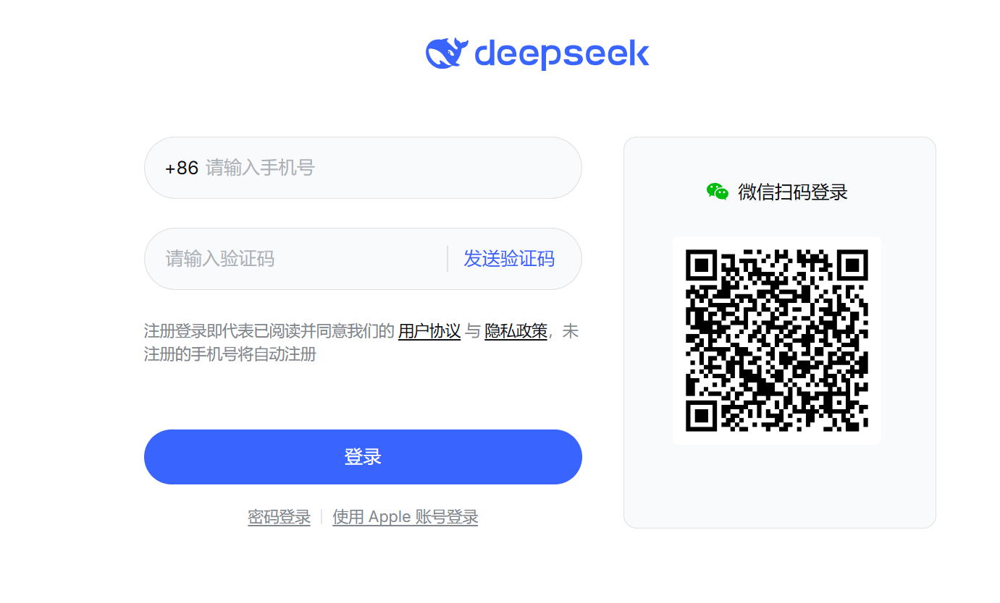 deepseek
+86 请输入手机号
请输入验证码 发送验证码
注册登录即代表已阅读并同意我们的 用户协议 与 隐私政策，未
注册的手机号将自动注册
登录
密码登录 使用 Apple 账号登录
微信扫码登录